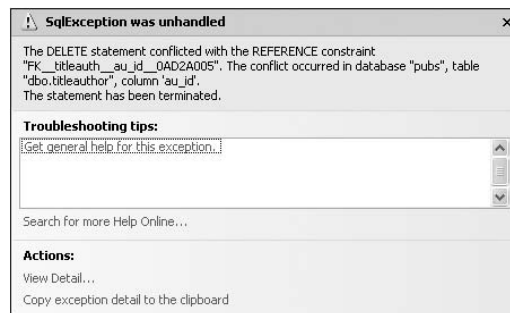 SqlException was unhandled
The DELETE statement conflicted with the REFERENCE constraint
"FK__titleauth__au_id__0AD2A005". The conflict occurred in database "pubs", table
"dbo.titleauthor", column 'au_id'.
The statement has been terminated.
Troubleshooting tips:
Get general help for this exception.
Search for more Help Online...
Actions:
View Detail...
Copy exception detail to the clipboard